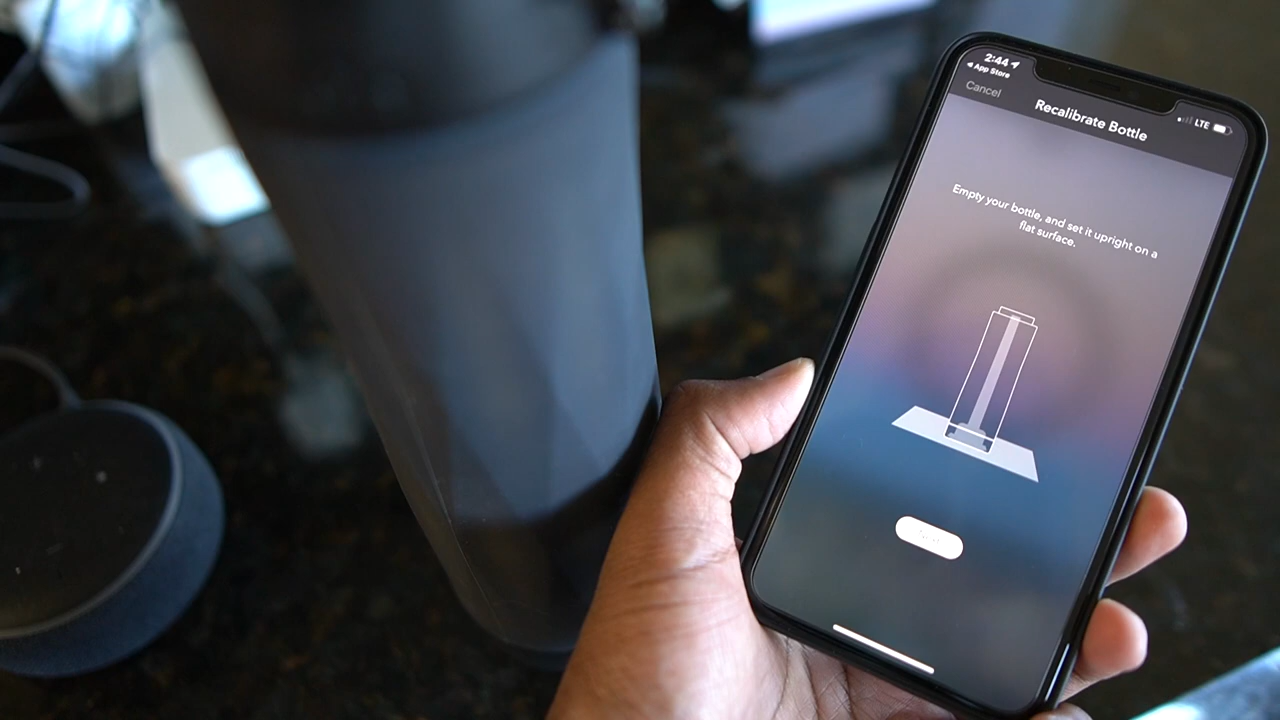 2:44
App Store
LTE
Cancel
Recalibrate Bottle
Empty your bottle, and set it upright on a
flat surface.